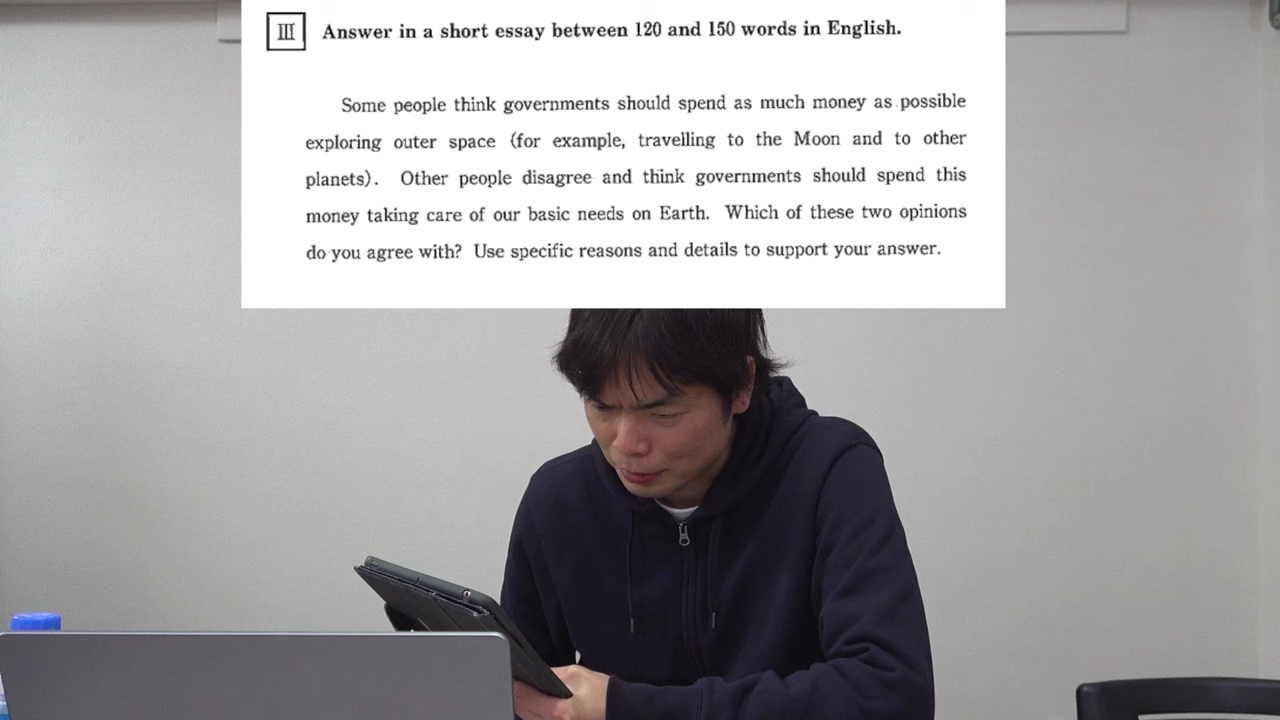 III Answer in a short essay between 120 and 150 words in English.
Some people think governments should spend as much money as possible
exploring outer space (for example, travelling to the Moon and to other
planets). Other people disagree and think governments should spend this
money taking care of our basic needs on Earth. Which of these two opinions
do you agree with? Use specific reasons and details to support your answer.